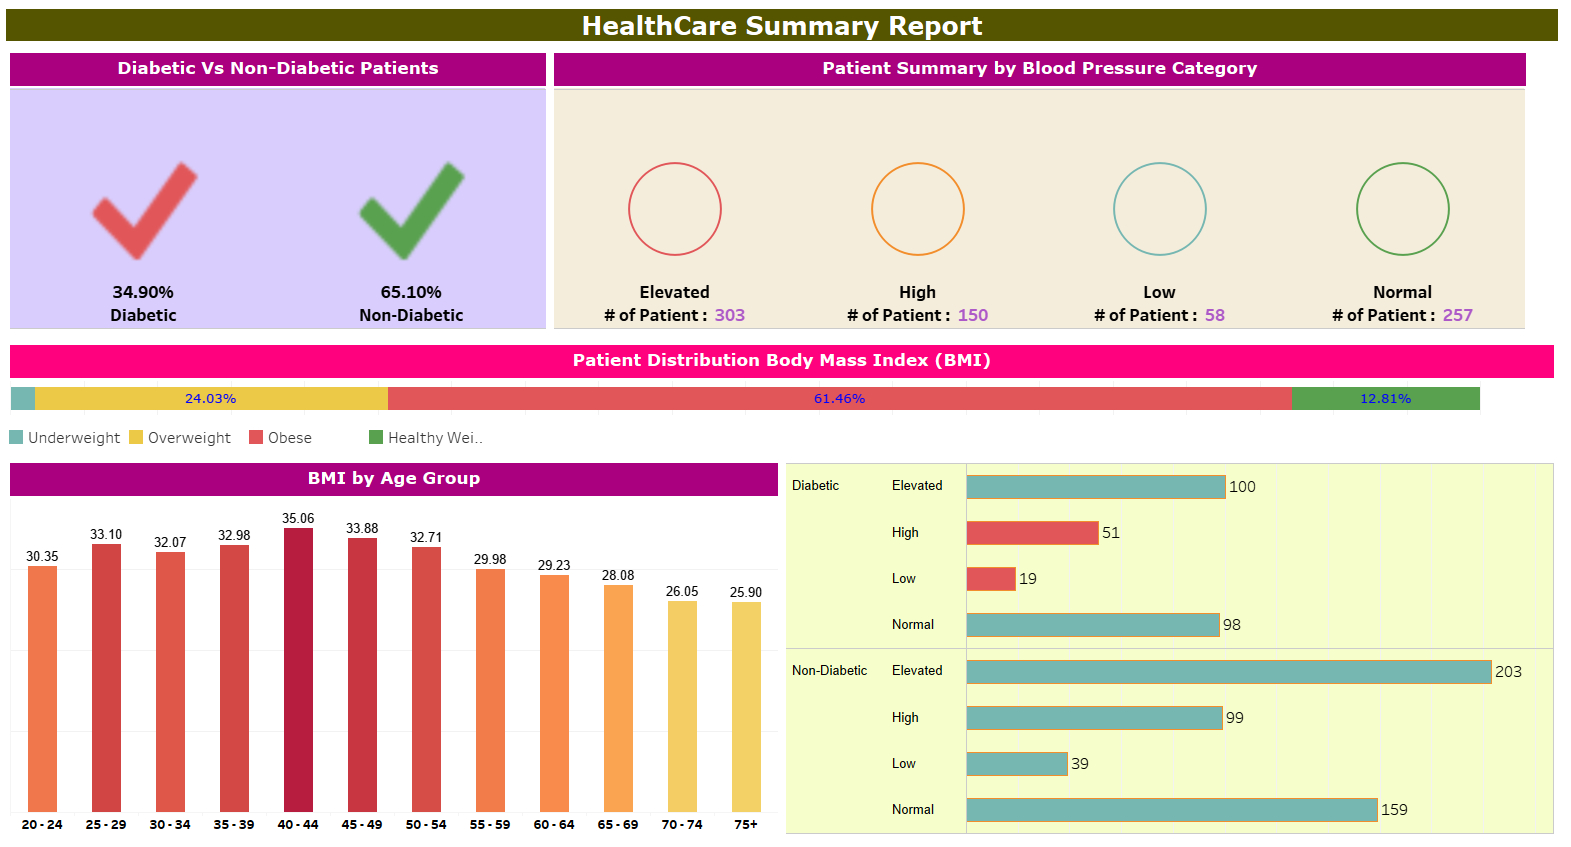 HealthCare Summary Report
Diabetic Vs Non-Diabetic Patients
34.90%
Diabetic
65.10%
Non-Diabetic
Patient Summary by Blood Pressure Category
Elevated
# of Patient : 303
High
# of Patient : 150
Low
# of Patient : 58
Normal
# of Patient : 257
Patient Distribution Body Mass Index (BMI)
24.03%
61.46%
12.81%
Underweight
Overweight
Obese
Healthy Wei..
BMI by Age Group
30.35
33.10
32.07
32.98
35.06
33.88
32.71
29.98
29.23
28.08
26.05
25.90
20 - 24
25 - 29
30 - 34
35 - 39
40 - 44
45 - 49
50 - 54
55 - 59
60 - 64
65 - 69
70 - 74
75+
Diabetic Elevated 100
High 51
Low 19
Normal 98
Non-Diabetic Elevated 203
High 99
Low 39
Normal 159